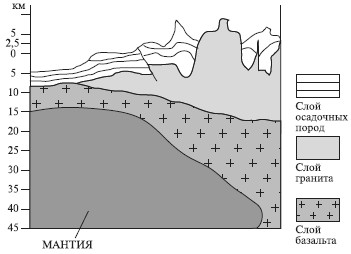 км
5
2,5
0
5
10
15
20
25
30
35
40
45
МАНТИЯ
Слой
осадочных
пород
Слой
гранита
Слой
базальта